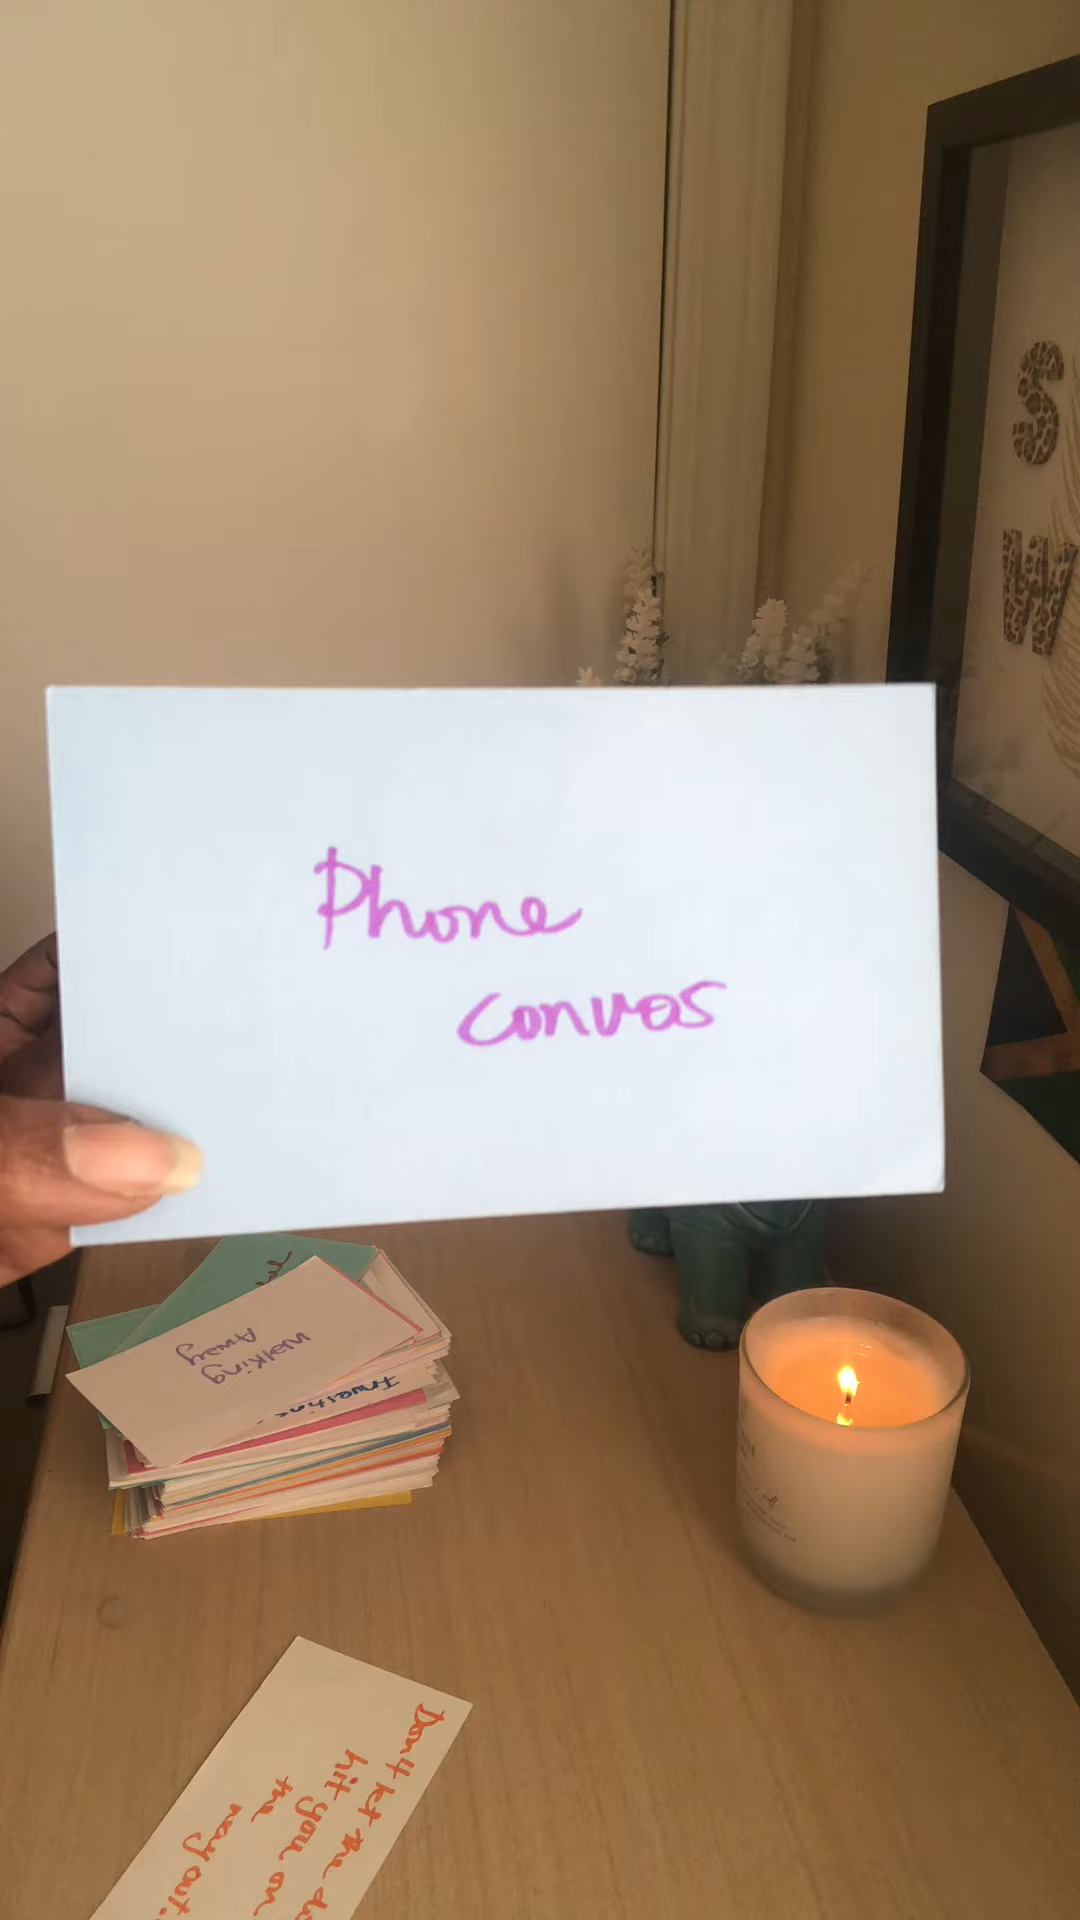 Phone
convos
Walking
Away
Don't let the
hit you on
the
way out.
S
W